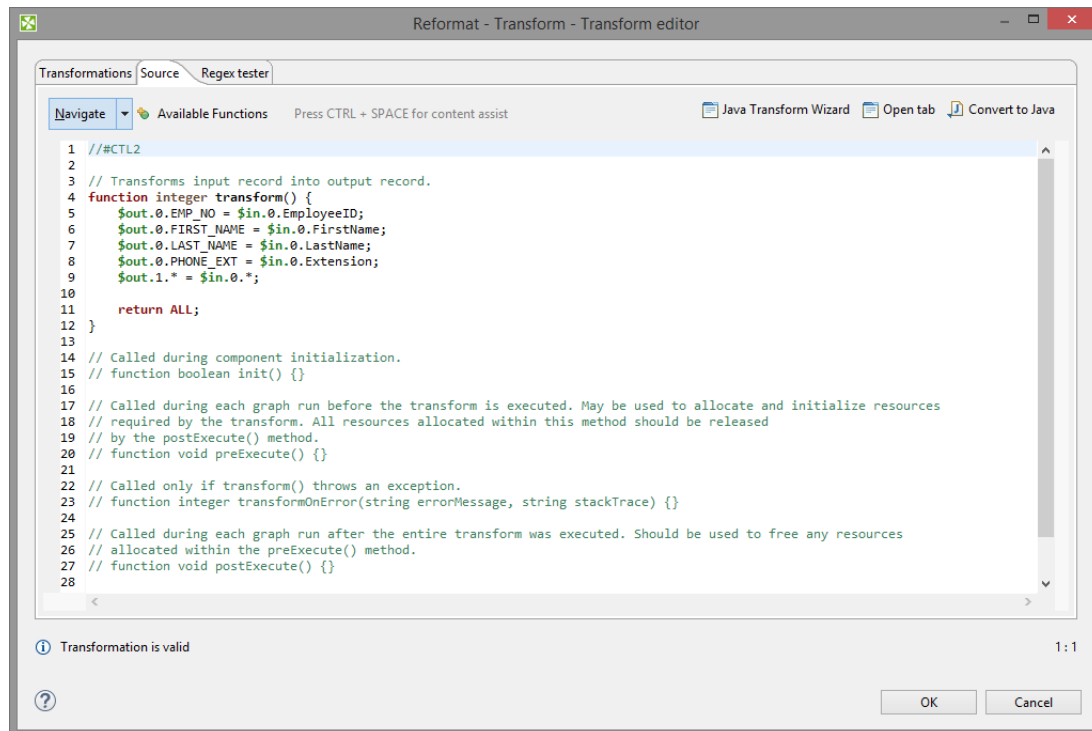 Reformat - Transform - Transform editor
Transformations Source Regex tester
Navigate Available Functions Press CTRL + SPACE for content assist Java Transform Wizard Open tab Convert to Java
1 //#CTL2
2
3 // Transforms input record into output record.
4 function integer transform() {
5 $out.0.EMP_NO = $in.0.EmployeeID;
6 $out.0.FIRST_NAME = $in.0.FirstName;
7 $out.0.LAST_NAME = $in.0.LastName;
8 $out.0.PHONE_EXT = $in.0.Extension;
9 $out.1.* = $in.0.*;
10
11 return ALL;
12 }
13
14 // Called during component initialization.
15 // function boolean init() {}
16
17 // Called during each graph run before the transform is executed. May be used to allocate and initialize resources
18 // required by the transform. All resources allocated within this method should be released
19 // by the postExecute() method.
20 // function void preExecute() {}
21
22 // Called only if transform() throws an exception.
23 // function integer transformOnError(string errorMessage, string stackTrace) {}
24
25 // Called during each graph run after the entire transform was executed. Should be used to free any resources
26 // allocated within the preExecute() method.
27 // function void postExecute() {}
28
Transformation is valid 1:1
OK Cancel